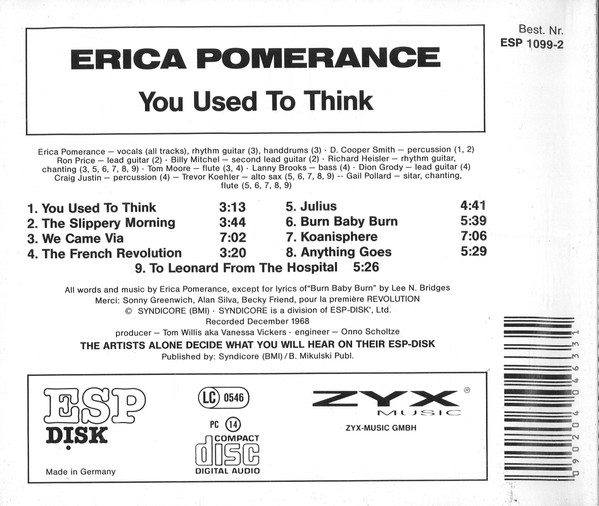 Best. Nr.
ESP 1099-2
ERICA POMERANCE
You Used To Think
Erica Pomerance – vocals (all tracks), rhythm guitar (3), handdrums (3) · D. Cooper Smith – percussion (1, 2)
Ron Price – lead guitar (2) · Billy Mitchel – second lead guitar (2) · Richard Heisler – rhythm guitar,
chanting (3, 5, 6, 7, 8, 9) · Tom Moore – flute (3, 4) · Lanny Brooks – bass (4) · Dion Grody – lead guitar (4)
Craig Justin – percussion (4) – Trevor Koehler – alto sax (5, 6, 7, 8, 9) –- Gail Pollard – sitar, chanting,
flute (5, 6, 7, 8, 9)
1. You Used To Think 3:13
2. The Slippery Morning 3:44
3. We Came Via 7:02
4. The French Revolution 3:20
5. Julius 4:41
6. Burn Baby Burn 5:39
7. Koanisphere 7:06
8. Anything Goes 5:29
9. To Leonard From The Hospital 5:26
All words and music by Erica Pomerance, except for lyrics of"Burn Baby Burn" by Lee N. Bridges
Merci: Sonny Greenwich, Alan Silva, Becky Friend, pour la première REVOLUTION
© SYNDICORE (BMI) · SYNDICORE is a division of ESP-DISK', Ltd.
Recorded December 1968
producer – Tom Willis aka Vanessa Vickers · engineer – Onno Scholtze
THE ARTISTS ALONE DECIDE WHAT YOU WILL HEAR ON THEIR ESP-DISK
Published by: Syndicore (BMI)/B. Mikulski Publ.
ESP
DISK
Made in Germany
LC 0546
PC 14
COMPACT
disc
DIGITAL AUDIO
ZYX®
MUSIC
ZYX-MUSIC GMBH
090204046331